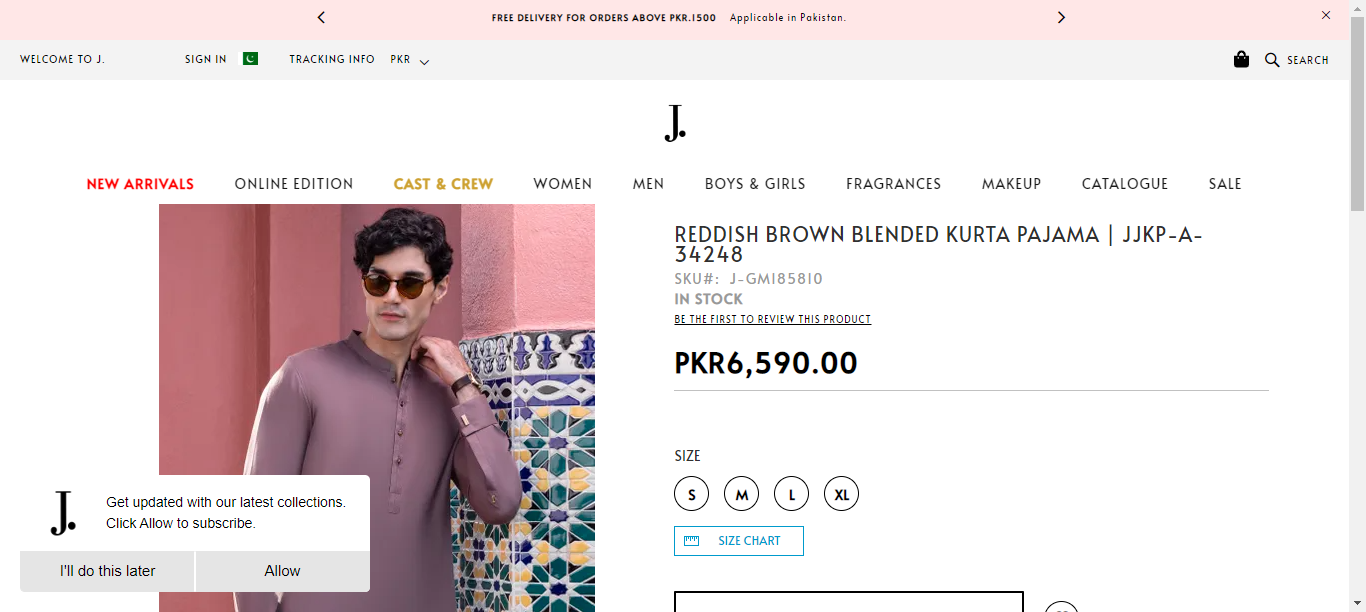 FREE DELIVERY FOR ORDERS ABOVE PKR.1500 Applicable in Pakistan.
WELCOME TO J. SIGN IN TRACKING INFO PKR SEARCH
J.
NEW ARRIVALS ONLINE EDITION CAST & CREW WOMEN MEN BOYS & GIRLS FRAGRANCES MAKEUP CATALOGUE SALE
REDDISH BROWN BLENDED KURTA PAJAMA | JJKP-A-
34248
SKU#: J-GM185810
IN STOCK
BE THE FIRST TO REVIEW THIS PRODUCT
PKR6,590.00
SIZE
S M L XL
SIZE CHART
J.
Get updated with our latest collections.
Click Allow to subscribe.
I'll do this later Allow